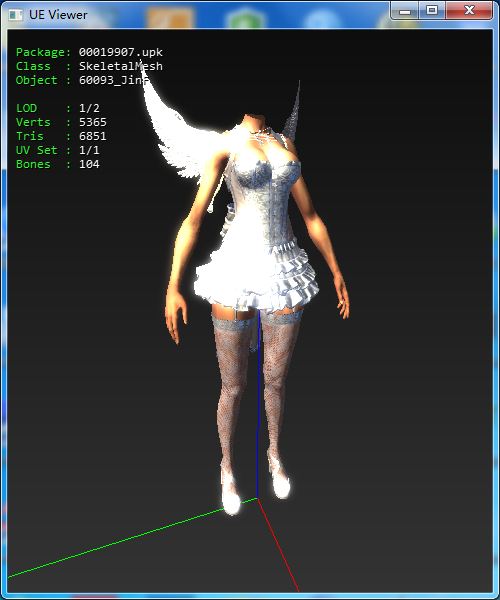 UE Viewer
Package: 00019907.upk
Class : SkeletalMesh
Object : 60093_Jin
LOD : 1/2
Verts : 5365
Tris : 6851
UV Set : 1/1
Bones : 104